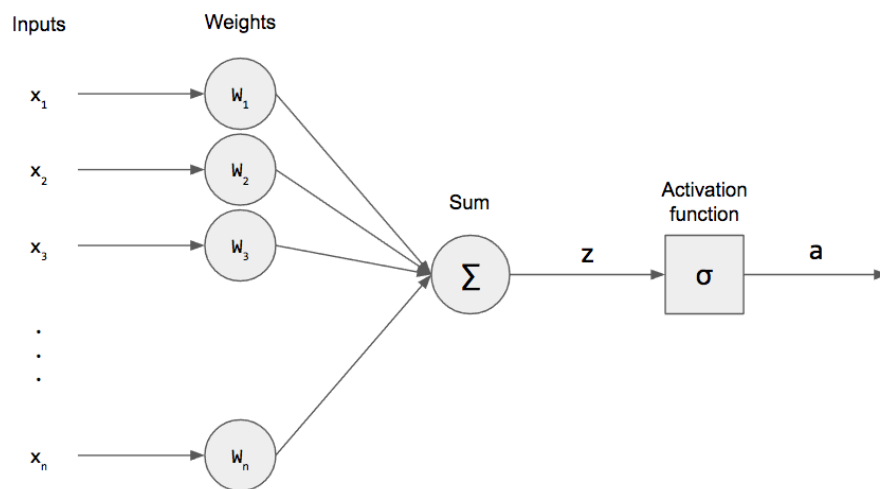 Inputs
Weights
x₁
W₁
x₂
W₂
Activation
function
Sum
x₃
W₃
Σ
z
σ
a
.
.
.
xₙ
Wₙ